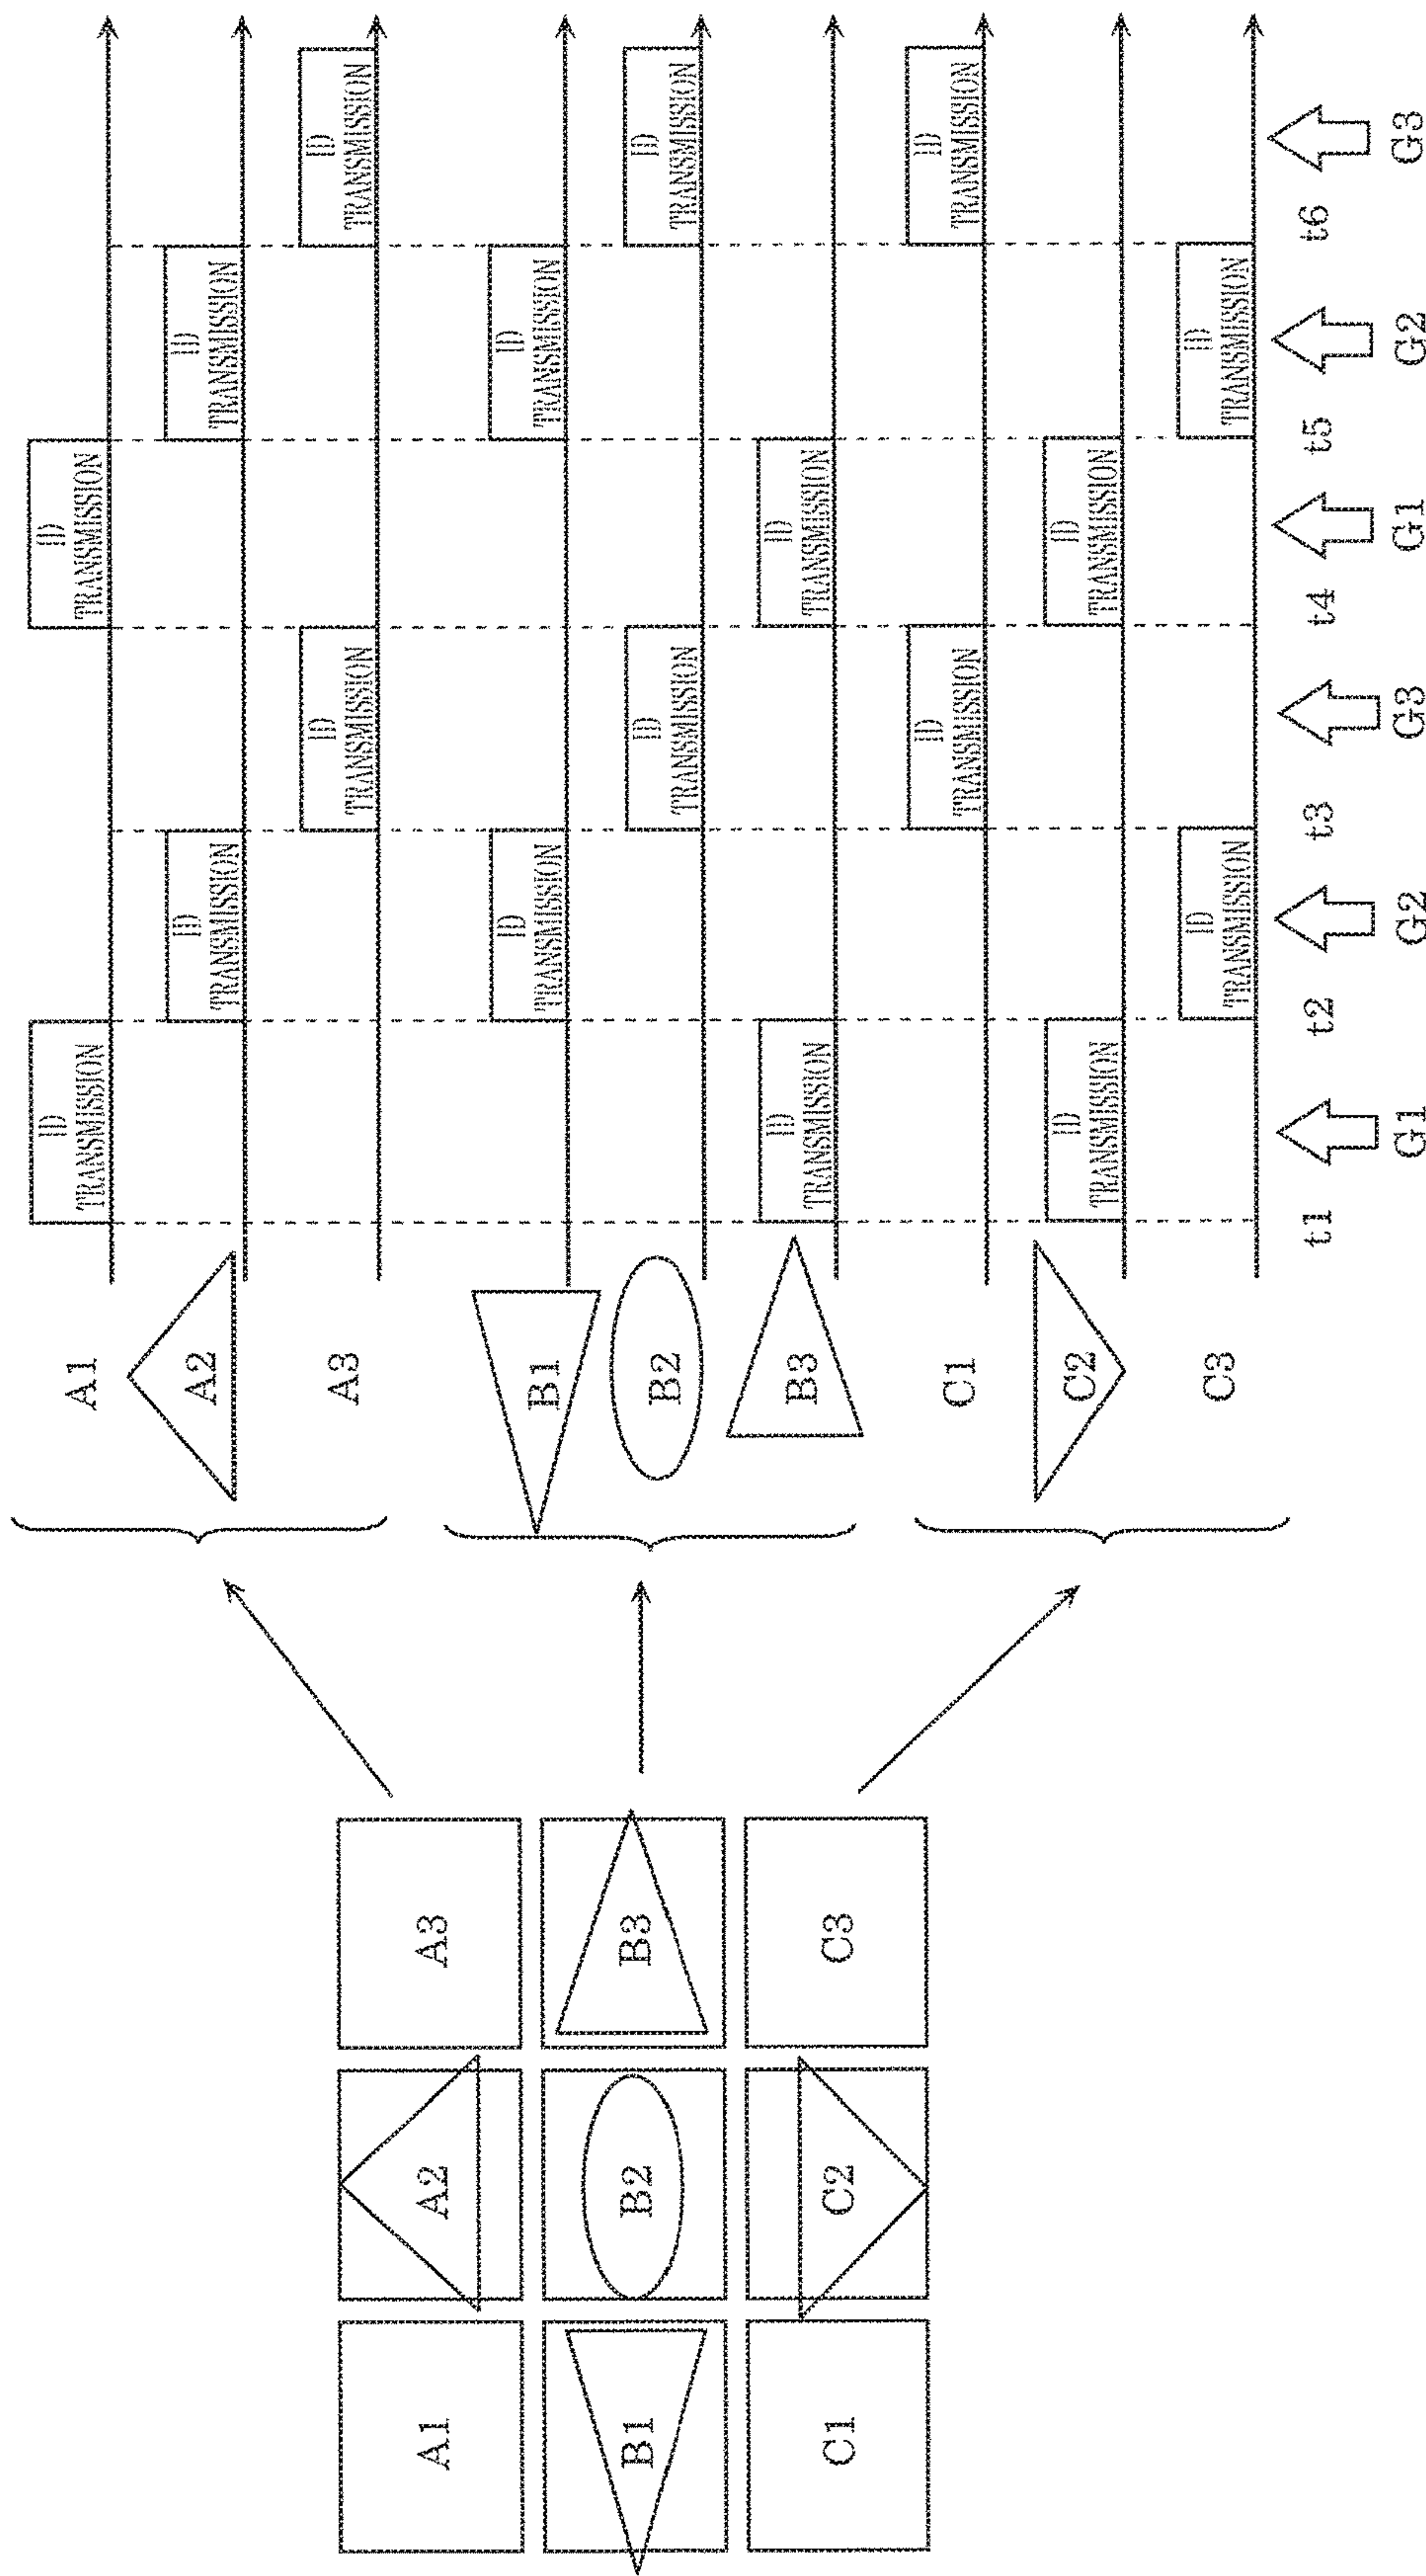 A1 A2 A3
B1 B2 B3
C1 C2 C3
A1
ID
TRANSMISSION
ID
TRANSMISSION
A2
ID
TRANSMISSION
ID
TRANSMISSION
A3
ID
TRANSMISSION
ID
TRANSMISSION
B1
ID
TRANSMISSION
ID
TRANSMISSION
B2
ID
TRANSMISSION
ID
TRANSMISSION
B3
ID
TRANSMISSION
ID
TRANSMISSION
C1
ID
TRANSMISSION
ID
TRANSMISSION
C2
ID
TRANSMISSION
ID
TRANSMISSION
C3
ID
TRANSMISSION
ID
TRANSMISSION
t1 t2 t3 t4 t5 t6
G1 G2 G3 G1 G2 G3